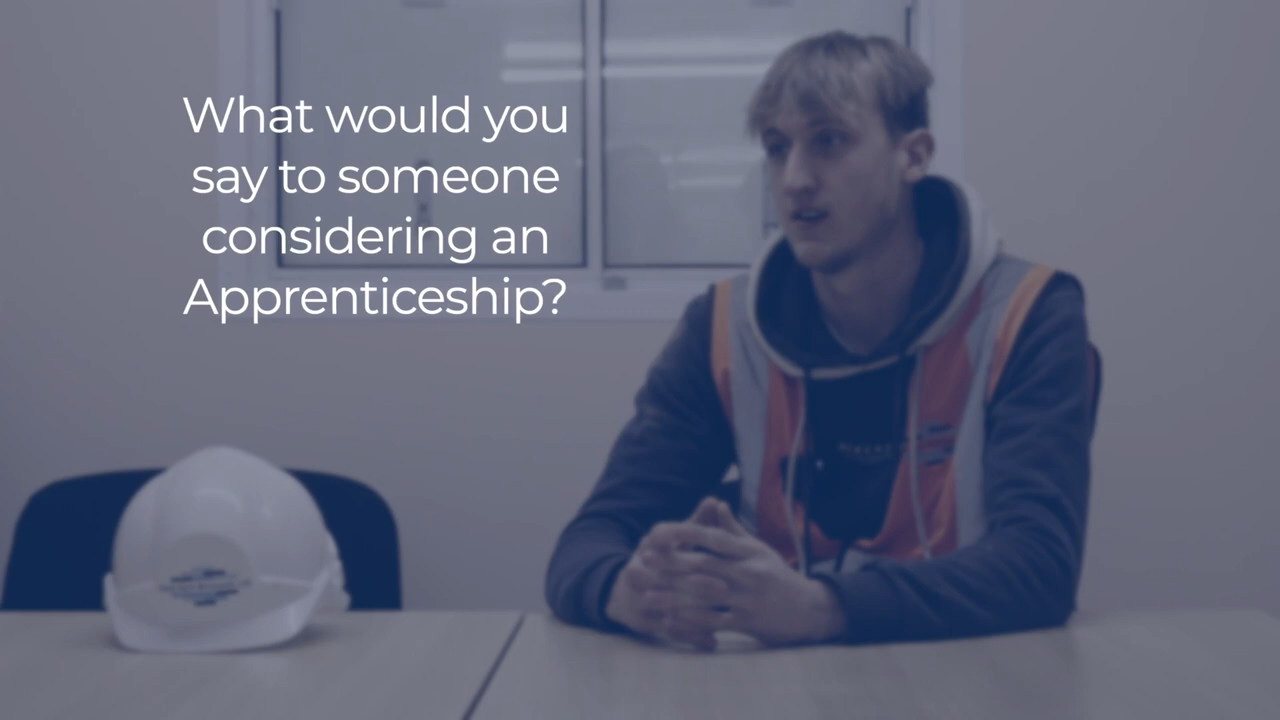 What would you
say to someone
considering an
Apprenticeship?